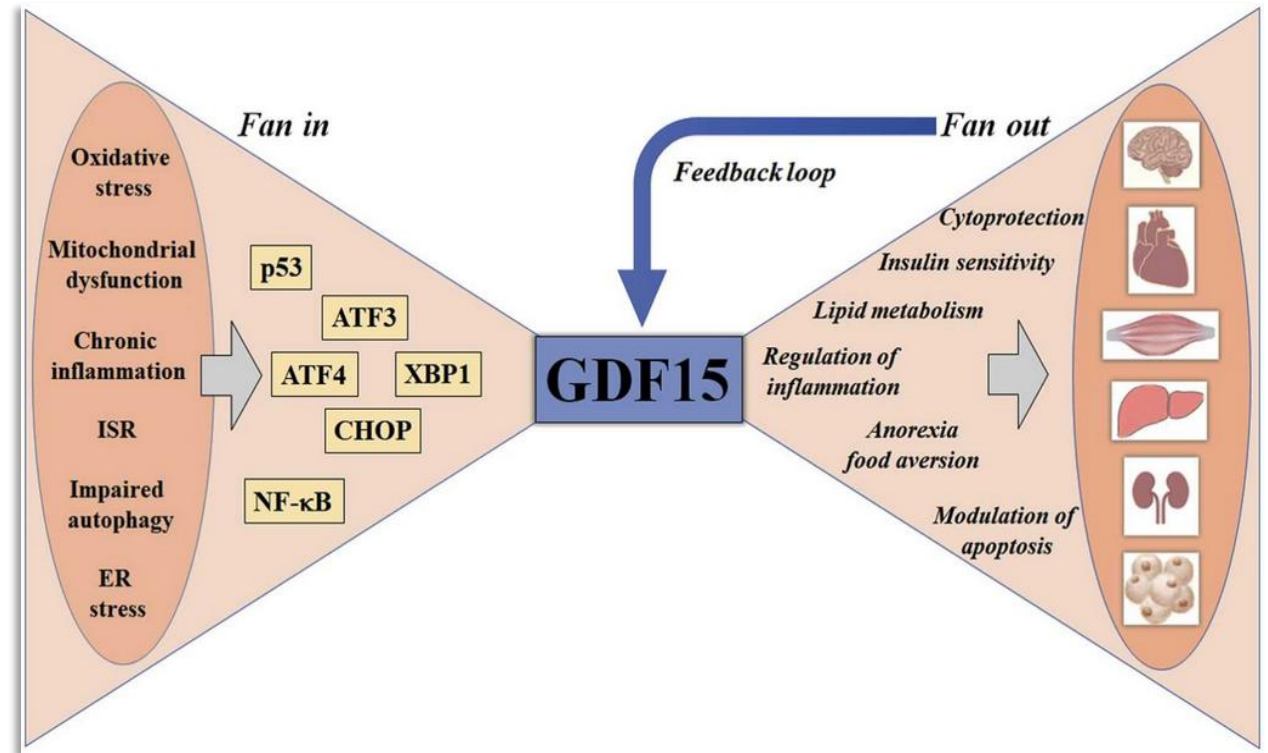 Fan in
Oxidative
stress
Mitochondrial
dysfunction
Chronic
inflammation
ISR
Impaired
autophagy
ER
stress
p53
ATF3
ATF4
XBP1
CHOP
NF-κB
GDF15
Feedback loop
Fan out
Cytoprotection
Insulin sensitivity
Lipid metabolism
Regulation of
inflammation
Anorexia
food aversion
Modulation of
apoptosis